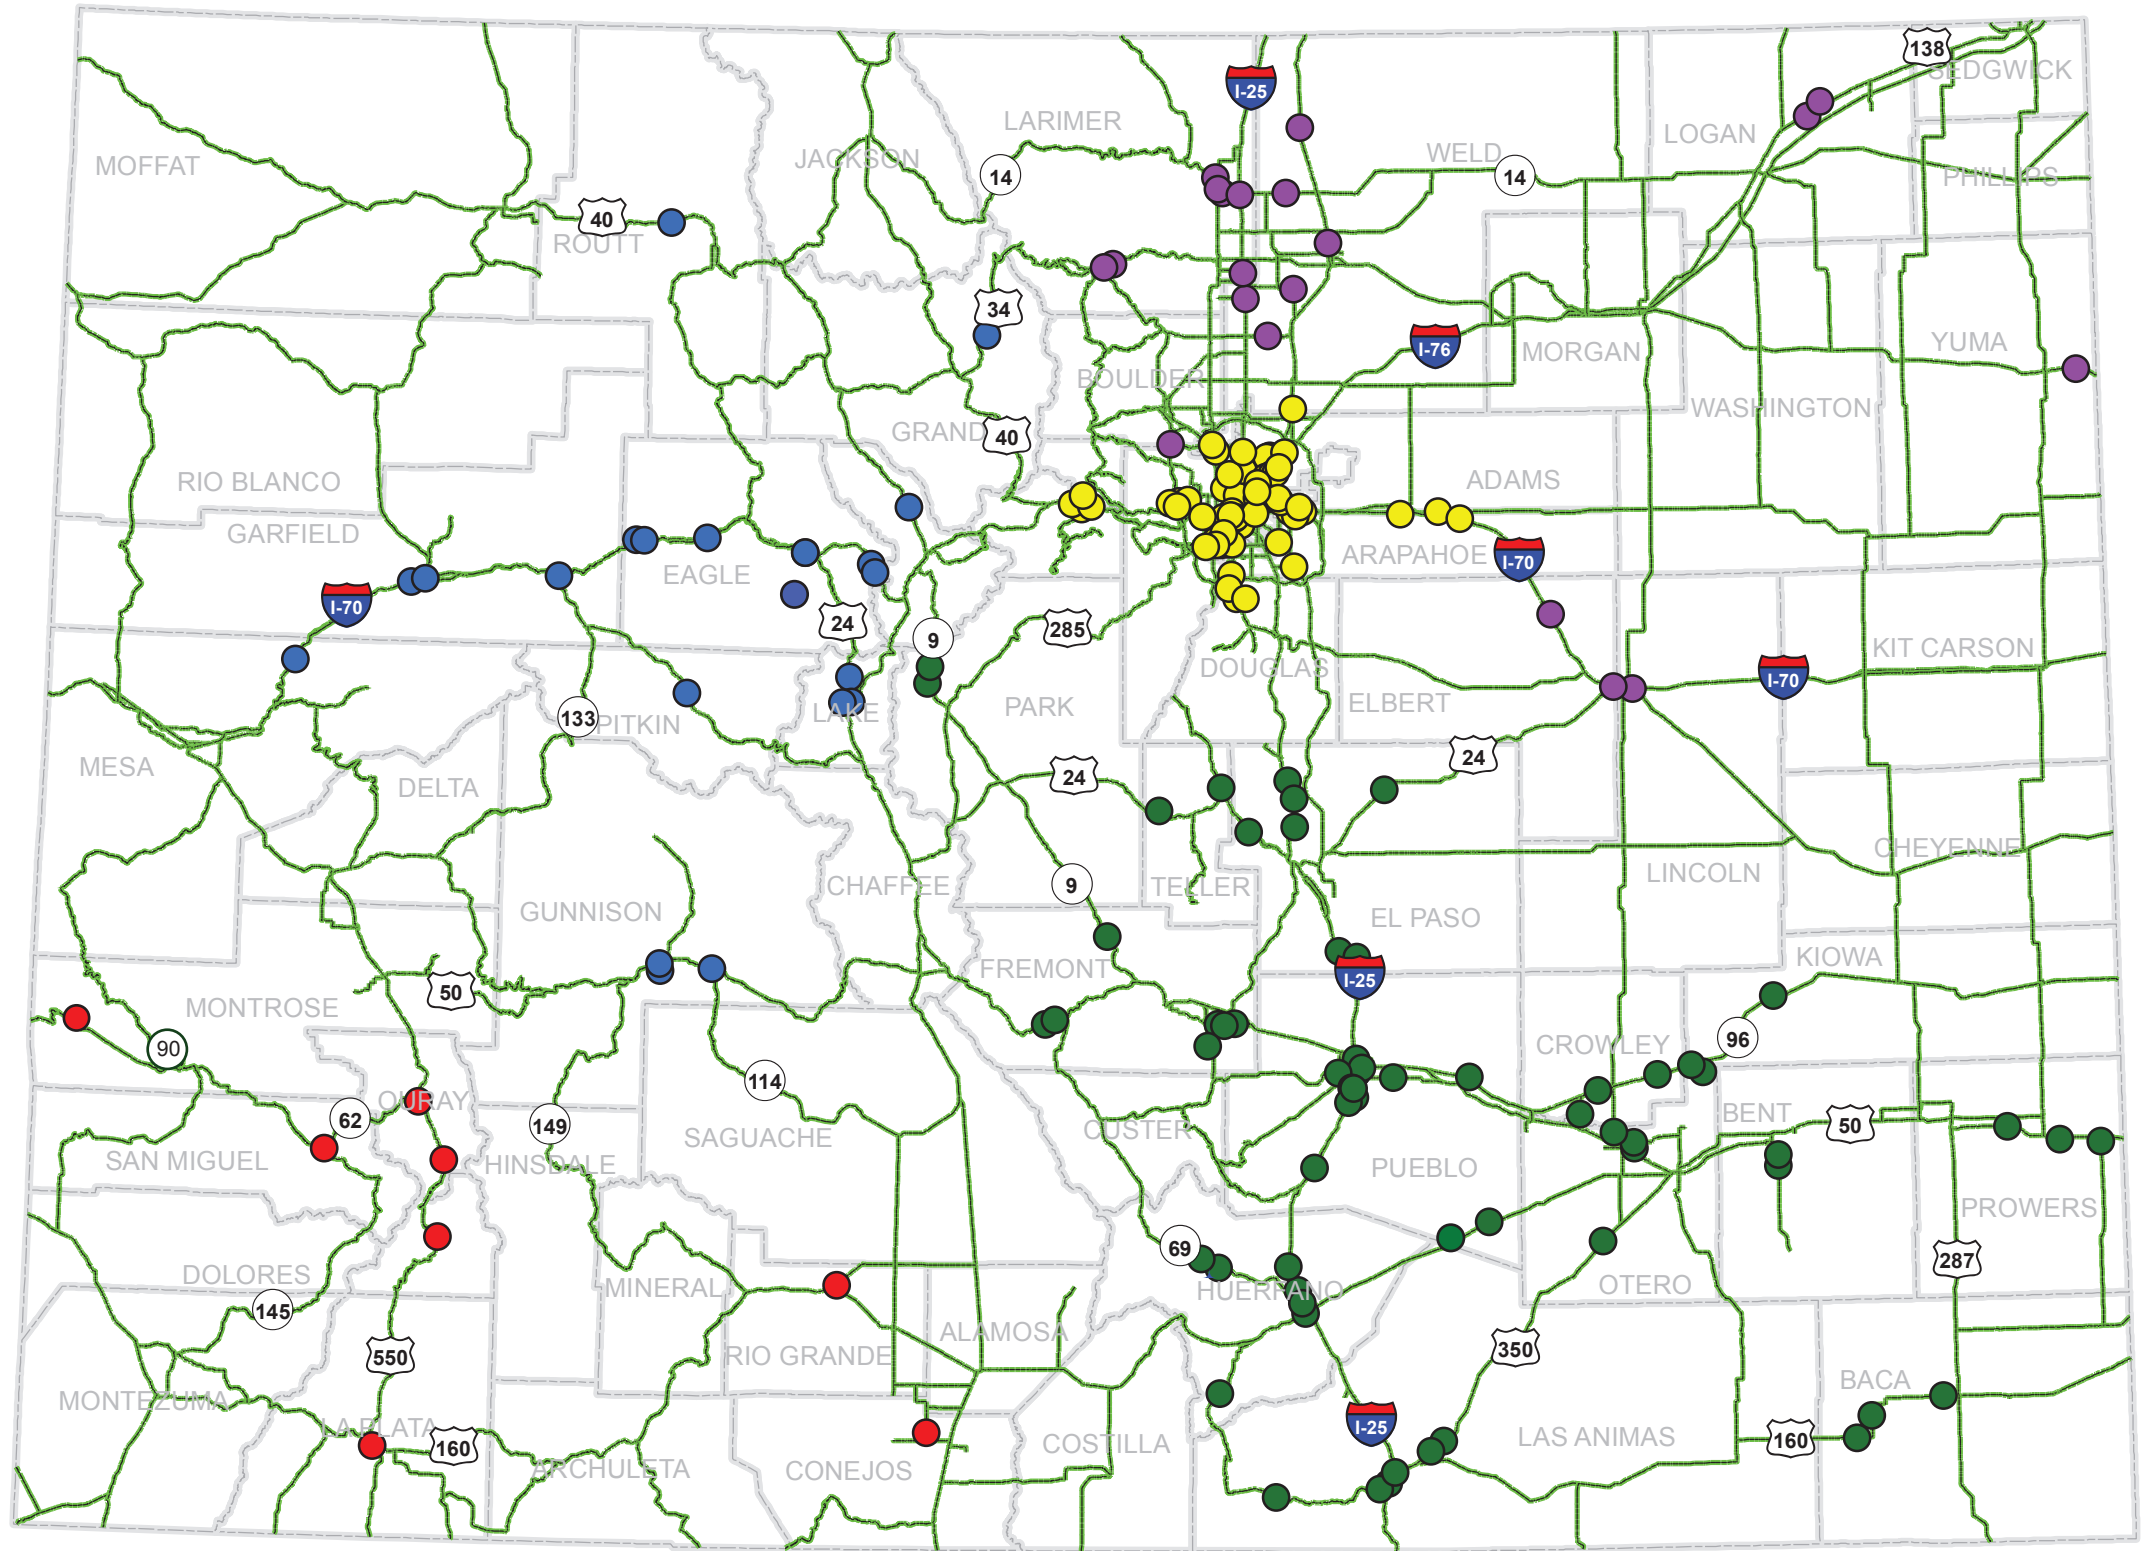 138
SEDGWICK
I-25
LARIMER
LOGAN
WELD
JACKSON
MOFFAT
14
14
PHILLIPS
40
ROUTT
34
I-76
MORGAN
YUMA
BOULDER
WASHINGTON
GRAND
40
RIO BLANCO
ADAMS
GARFIELD
ARAPAHOE
I-70
EAGLE
I-70
24
285
9
KIT CARSON
DOUGLAS
I-70
ELBERT
PARK
LAKE
133
PITKIN
24
MESA
24
DELTA
CHEYENNE
LINCOLN
9
TELLER
CHAFFEE
GUNNISON
EL PASO
KIOWA
FREMONT
I-25
50
MONTROSE
96
CROWLEY
90
114
OURAY
62
BENT
50
149
CUSTER
SAGUACHE
SAN MIGUEL
HINSDALE
PUEBLO
PROWERS
69
287
DOLORES
OTERO
MINERAL
HUERFANO
145
ALAMOSA
350
550
RIO GRANDE
BACA
MONTEZUMA
I-25
LA PLATA
LAS ANIMAS
160
160
COSTILLA
ARCHULETA
CONEJOS